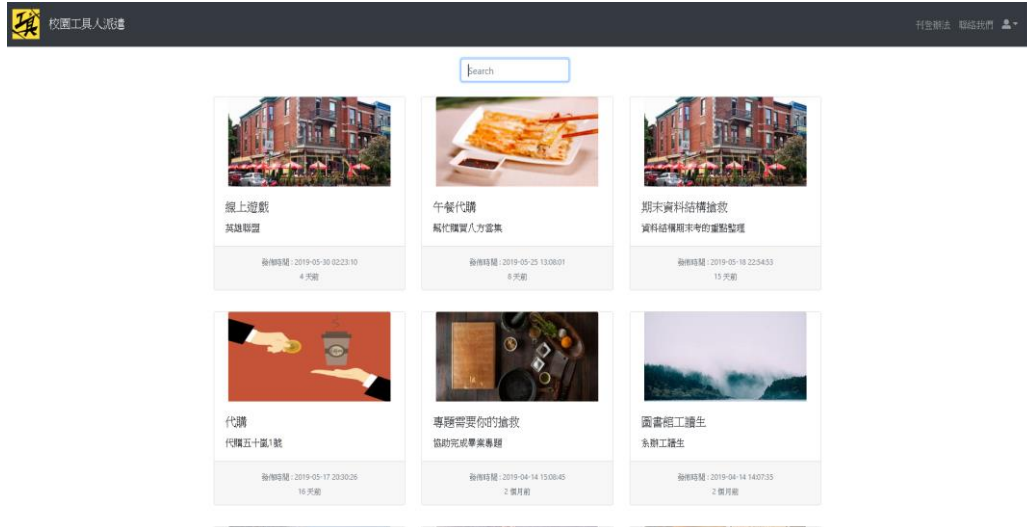 工具
校園工具人派遣
刊登辦法 聯絡我們
Search
線上遊戲
英雄聯盟
發佈時間 : 2019-05-30 02:23:10
4 天前
午餐代購
幫忙購買八方雲集
發佈時間 : 2019-05-25 13:08:01
8 天前
期末資料結構搶救
資料結構期末考的重點整理
發佈時間 : 2019-05-18 22:54:53
15 天前
代購
代購五十嵐1號
發佈時間 : 2019-05-17 20:30:26
16 天前
專題需要你的搶救
協助完成畢業專題
發佈時間 : 2019-04-14 15:08:45
2 個月前
圖書館工讀生
系辦工讀生
發佈時間 : 2019-04-14 14:07:35
2 個月前